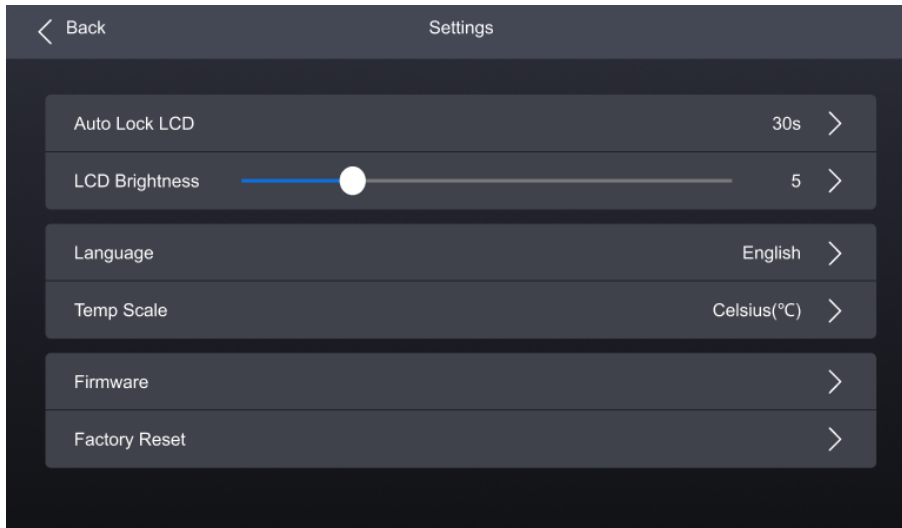 Back
Settings
Auto Lock LCD 30s
LCD Brightness 5
Language English
Temp Scale Celsius(℃)
Firmware
Factory Reset